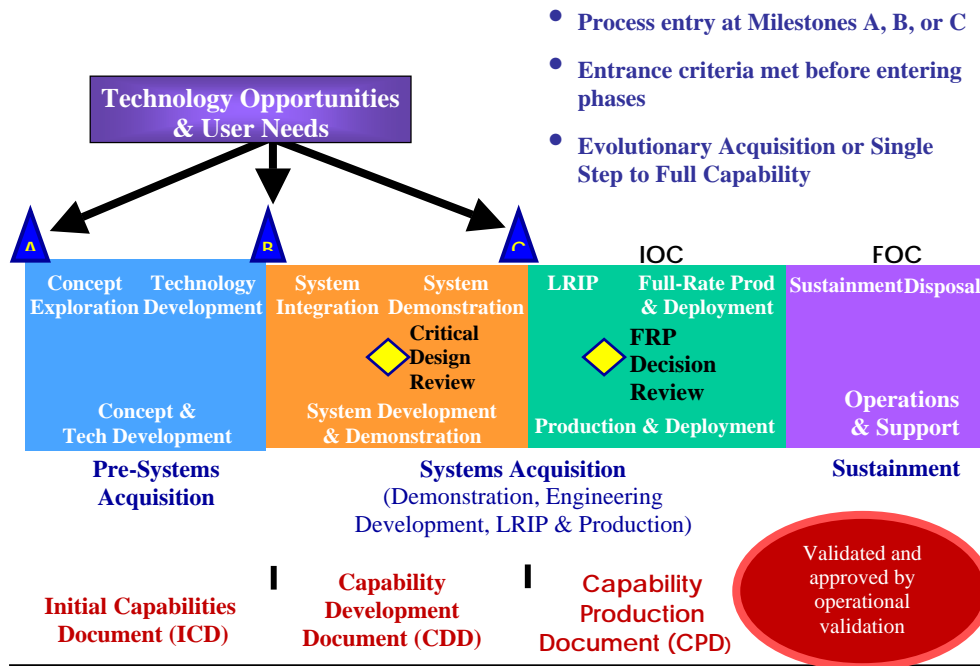 • Process entry at Milestones A, B, or C
• Entrance criteria met before entering
phases
• Evolutionary Acquisition or Single
Step to Full Capability
Technology Opportunities
& User Needs
A
B
C
IOC
FOC
Concept
Exploration
Technology
Development
System
Integration
System
Demonstration
LRIP
Full-Rate Prod
& Deployment
Sustainment
Disposal
Critical
Design
Review
FRP
Decision
Review
Concept &
Tech Development
System Development
& Demonstration
Production & Deployment
Operations
& Support
Pre-Systems
Acquisition
Systems Acquisition
(Demonstration, Engineering
Development, LRIP & Production)
Sustainment
Initial Capabilities
Document (ICD)
Capability
Development
Document (CDD)
Capability
Production
Document (CPD)
Validated and
approved by
operational
validation